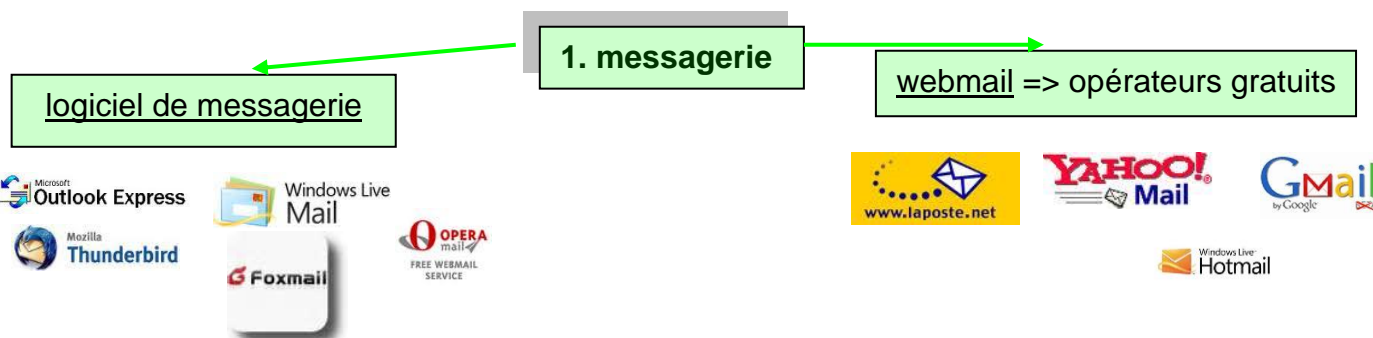 1. messagerie
logiciel de messagerie
webmail => opérateurs gratuits
Microsoft
Outlook Express
Windows Live
Mail
Mozilla
Thunderbird
Foxmail
OPERA
mail
FREE WEBMAIL
SERVICE
www.laposte.net
YAHOO!
Mail
GMail
by Google
Windows Live
Hotmail